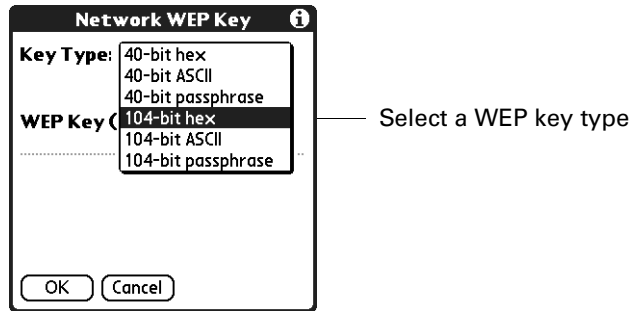 Network WEP Key
Key Type:
40-bit hex
40-bit ASCII
40-bit passphrase
WEP Key (
104-bit hex
104-bit ASCII
104-bit passphrase
Select a WEP key type
OK
Cancel